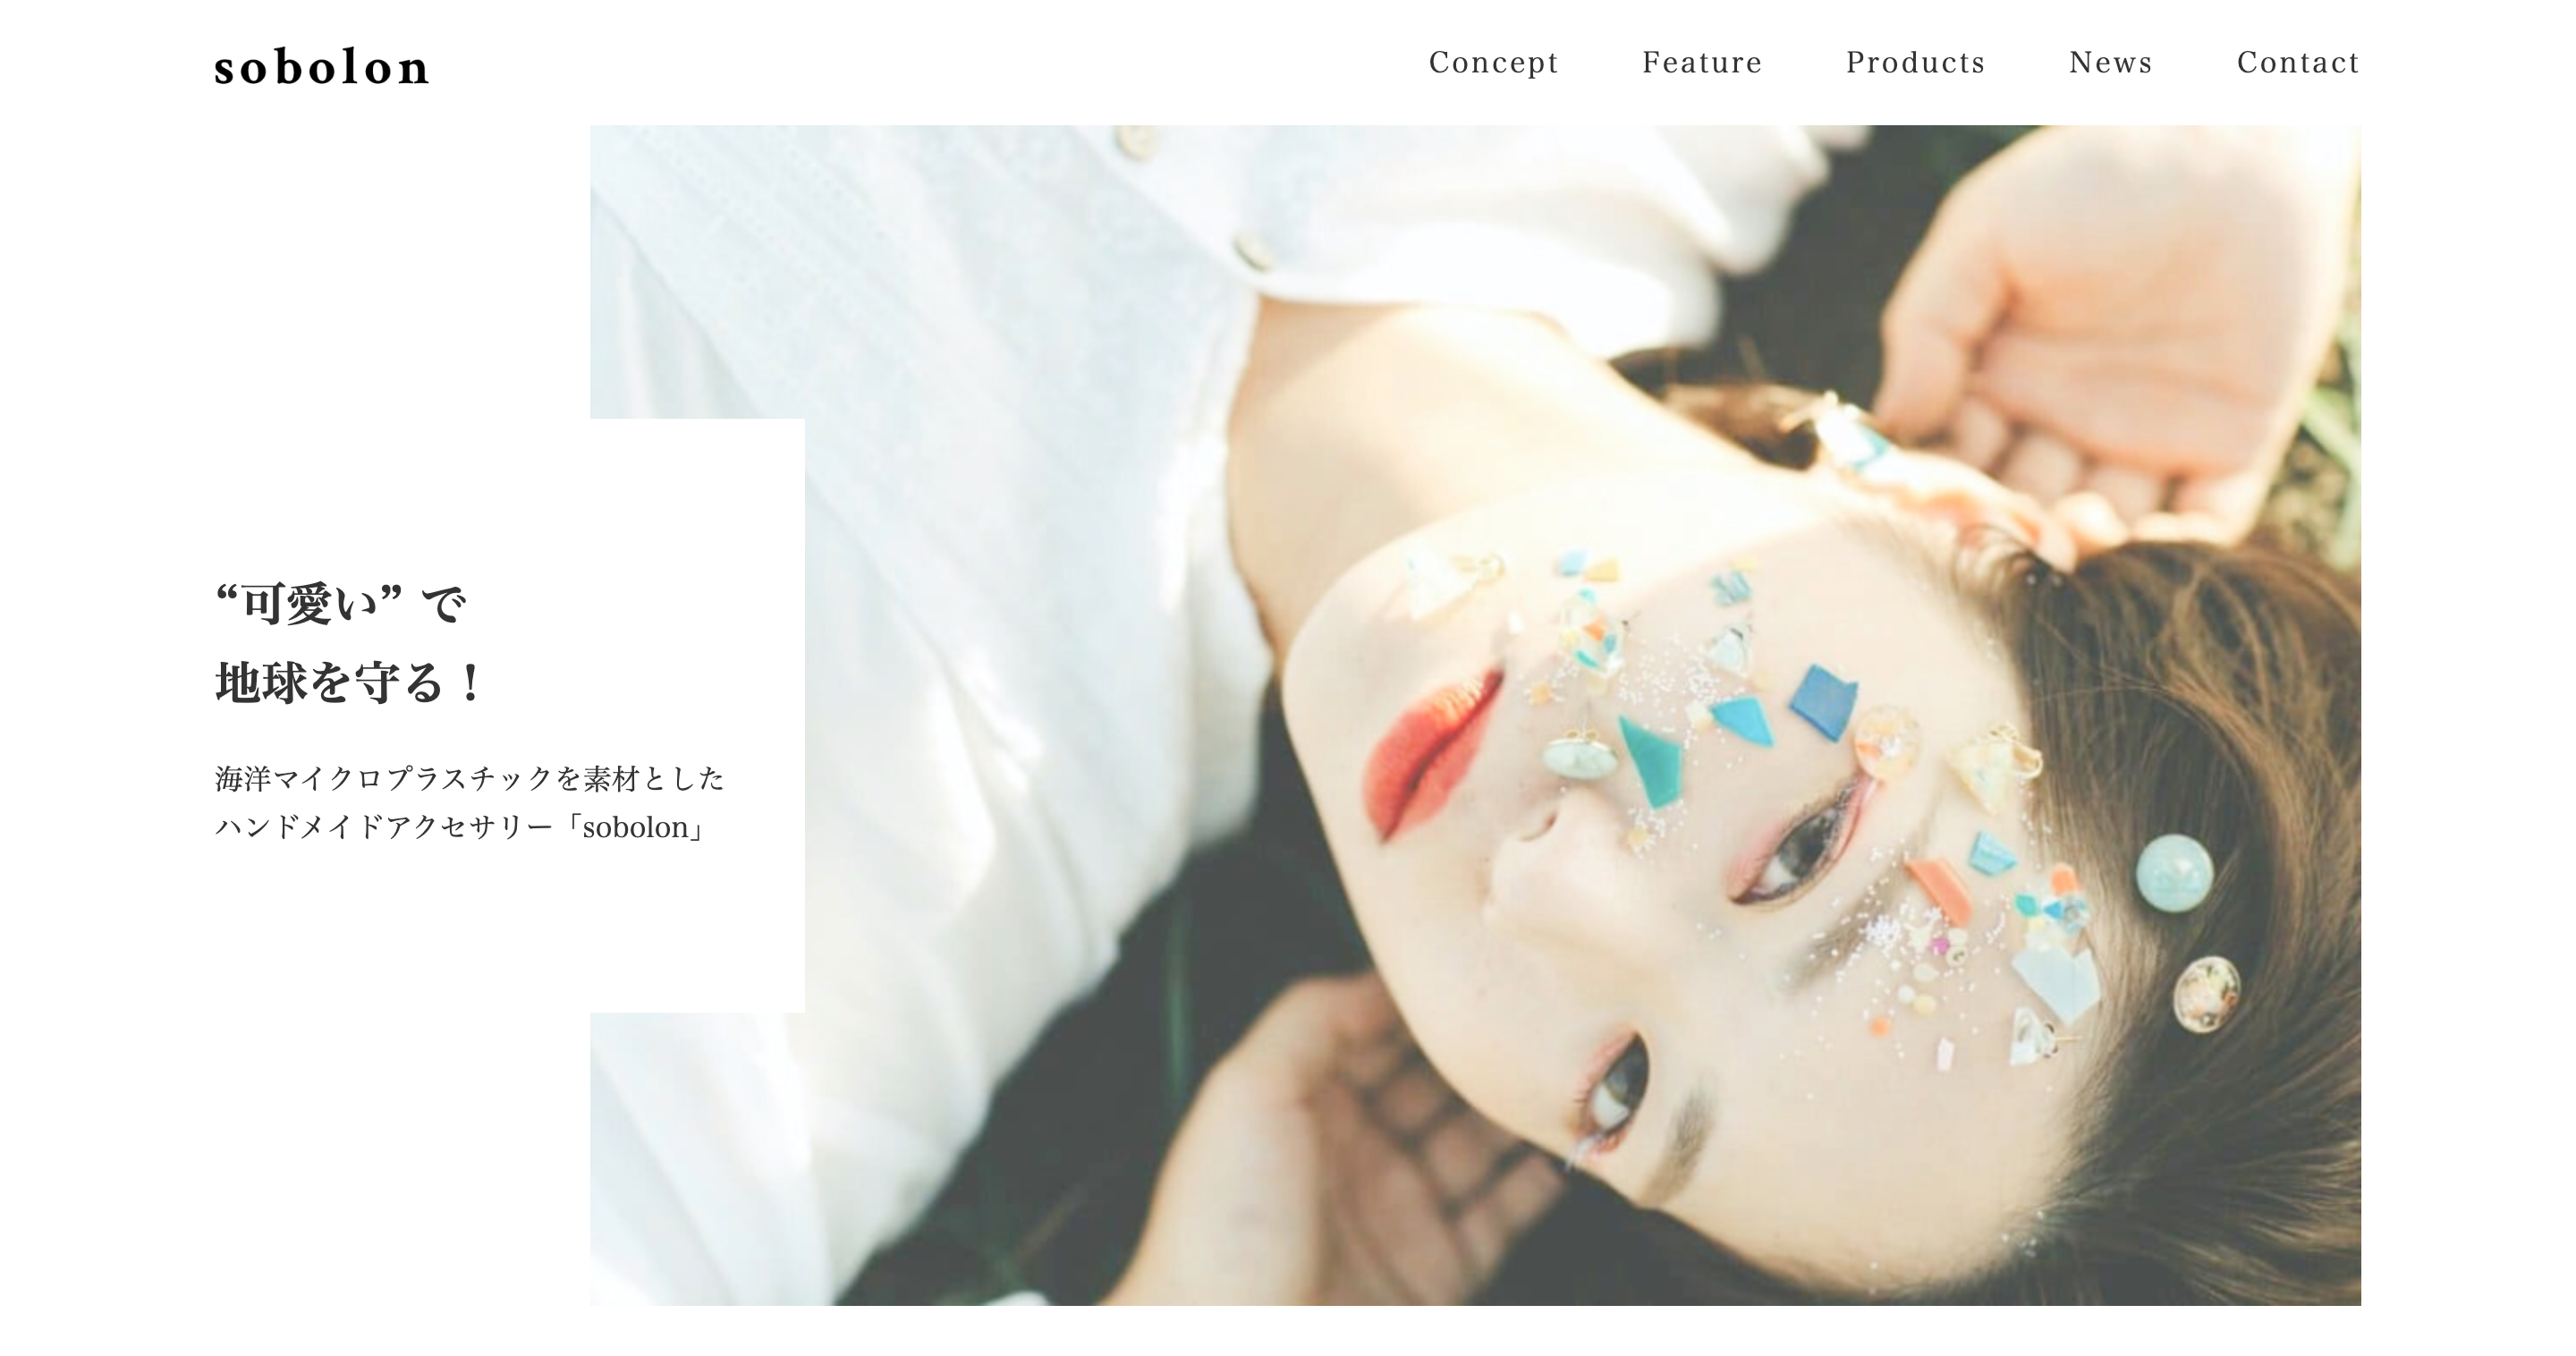 sobolon
Concept Feature Products News Contact
“可愛い” で
地球を守る！
海洋マイクロプラスチックを素材とした
ハンドメイドアクセサリー「sobolon」